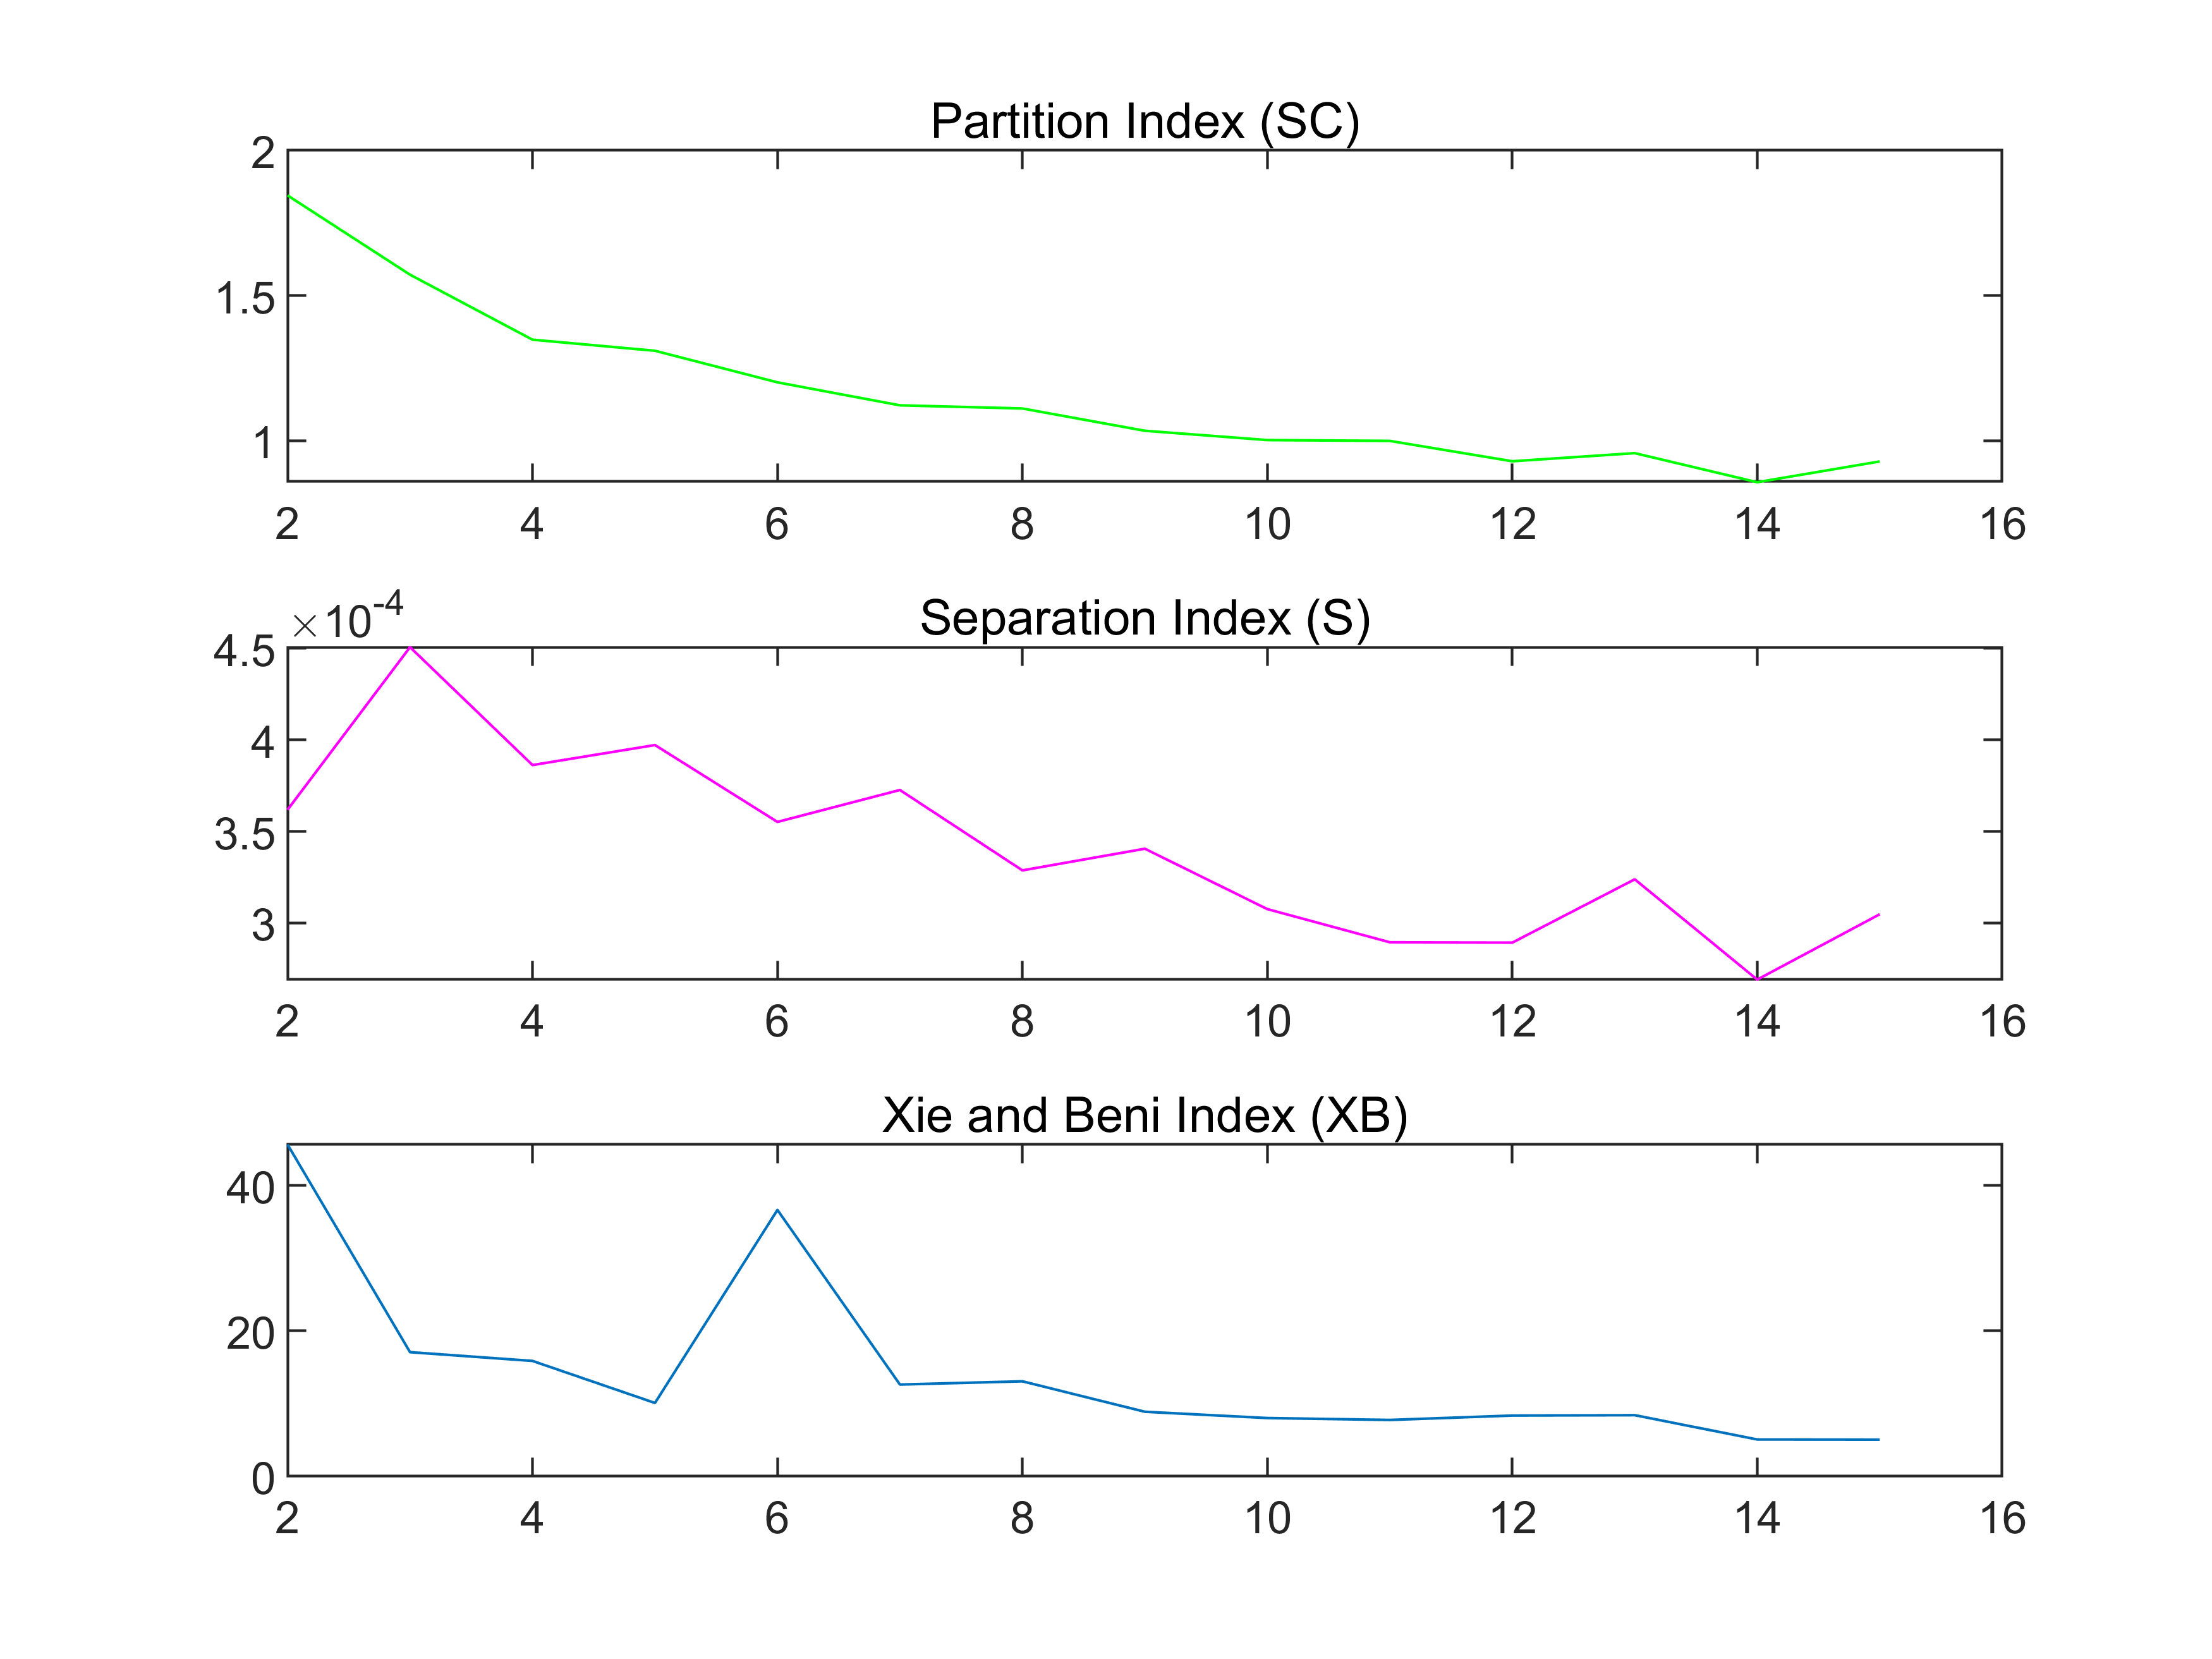 Partition Index (SC)
2
1.5
1
2 4 6 8 10 12 14 16
×10-4
Separation Index (S)
4.5
4
3.5
3
2 4 6 8 10 12 14 16
Xie and Beni Index (XB)
40
20
0
2 4 6 8 10 12 14 16